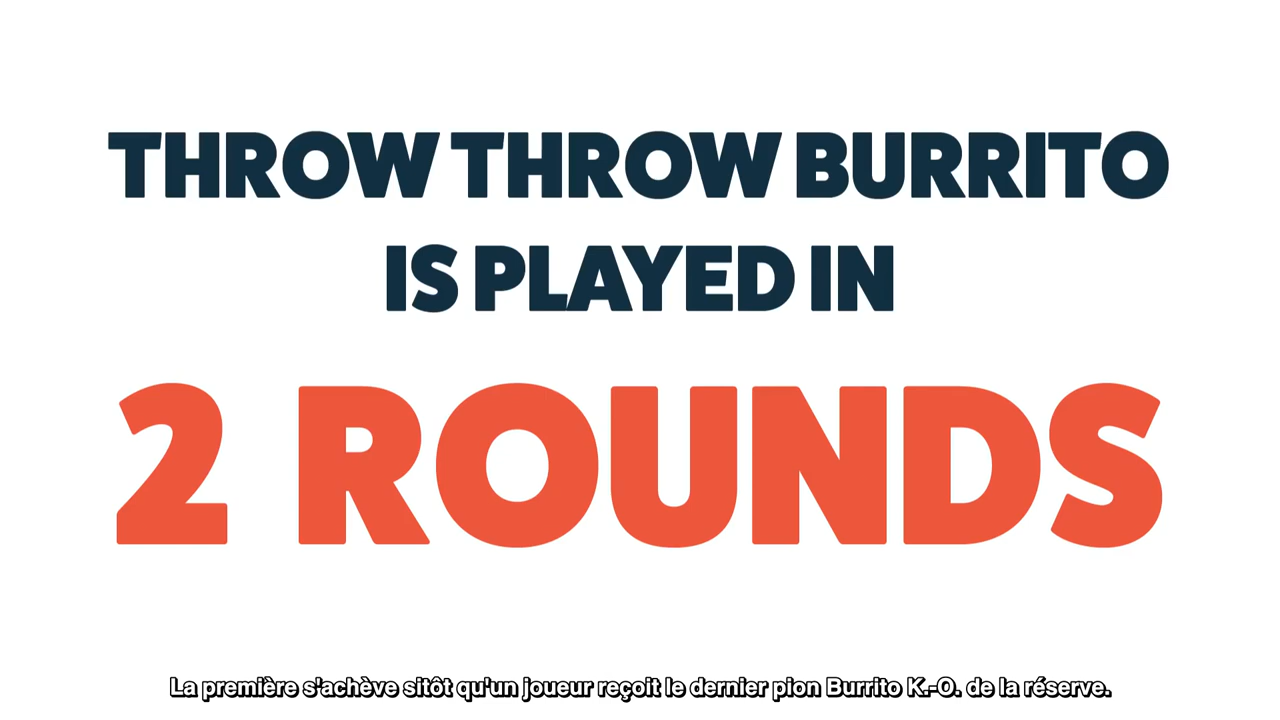 THROW THROW BURRITO
IS PLAYED IN
2 ROUNDS
La première s'achève sitôt qu'un joueur reçoit le dernier pion Burrito K.-O. de la réserve.